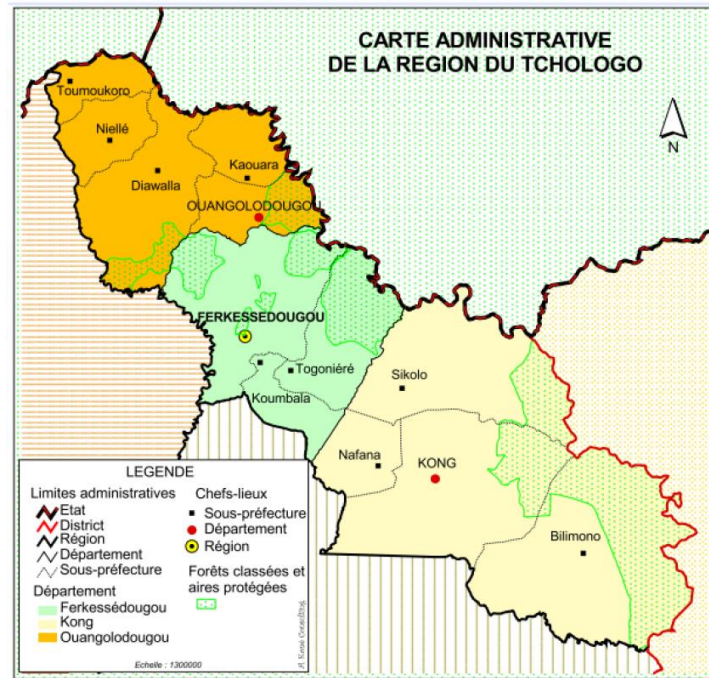 CARTE ADMINISTRATIVE
DE LA REGION DU TCHOLOGO
N
Toumoukoro
Niellé
Diawalla
Kaouara
OUANGOLODOUGOU
FERKESSEDOUGOU
Togoniéré
Koumbala
Sikolo
Nafana
KONG
Bilimono
LEGENDE
Limites administratives
Etat
District
Région
Département
Sous-préfecture
Département
Ferkessédougou
Kong
Ouangolodougou
Chefs-lieux
Sous-préfecture
Département
Région
Forêts classées et
aires protégées
Echelle : 1300000